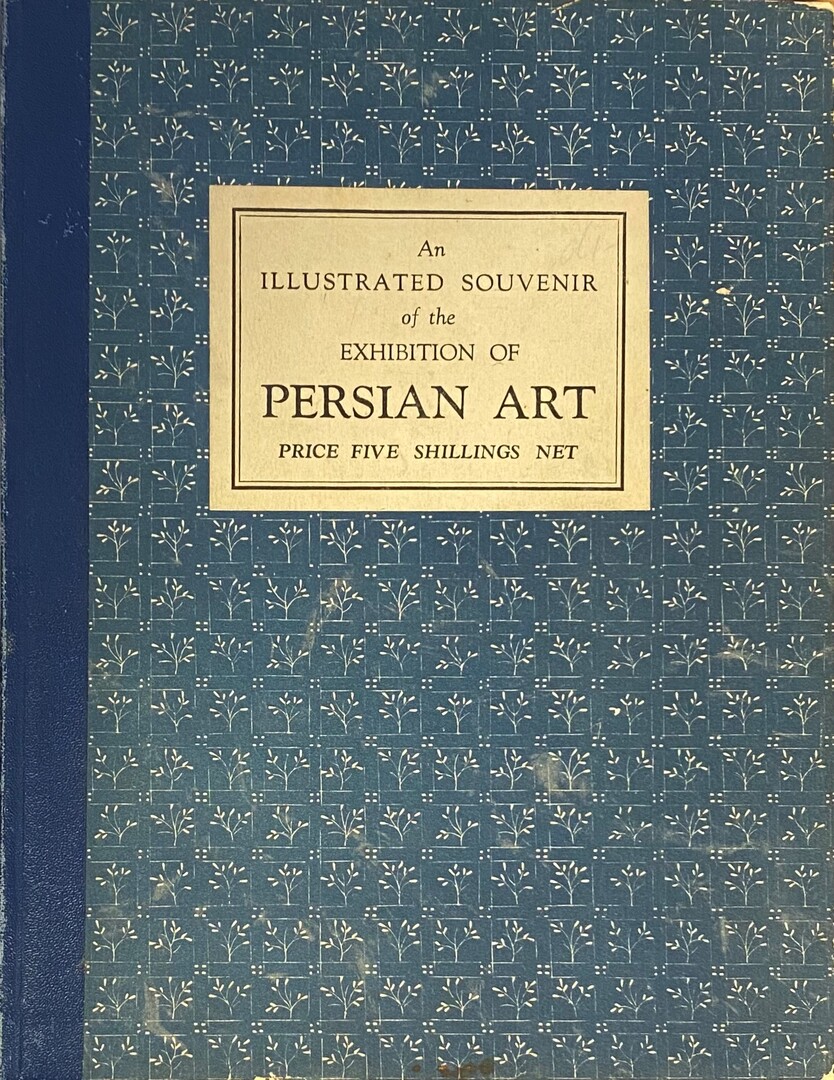 An
ILLUSTRATED SOUVENIR
of the
EXHIBITION OF
PERSIAN ART
PRICE FIVE SHILLINGS NET